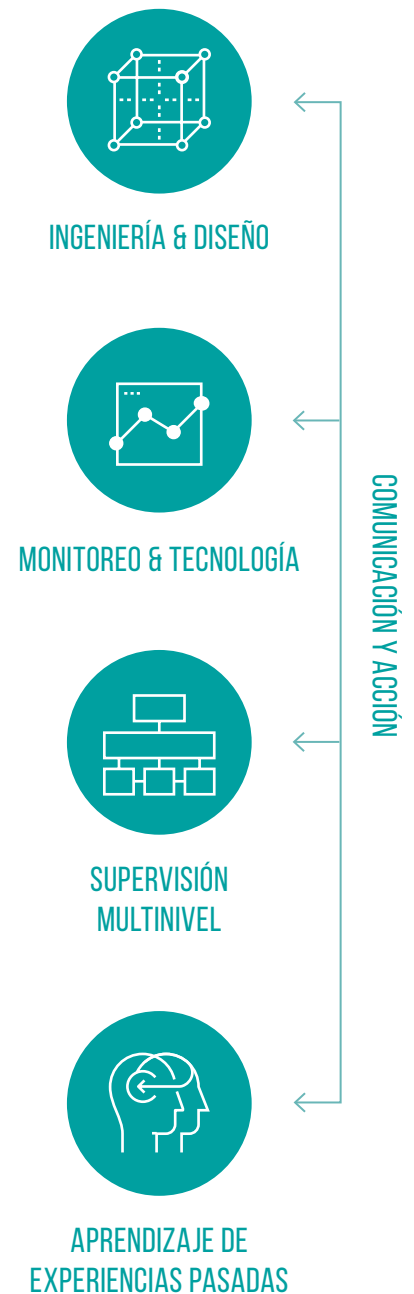 INGENIERÍA & DISEÑO
MONITOREO & TECNOLOGÍA
COMUNICACIÓN Y ACCIÓN
SUPERVISIÓN
MULTINIVEL
APRENDIZAJE DE
EXPERIENCIAS PASADAS